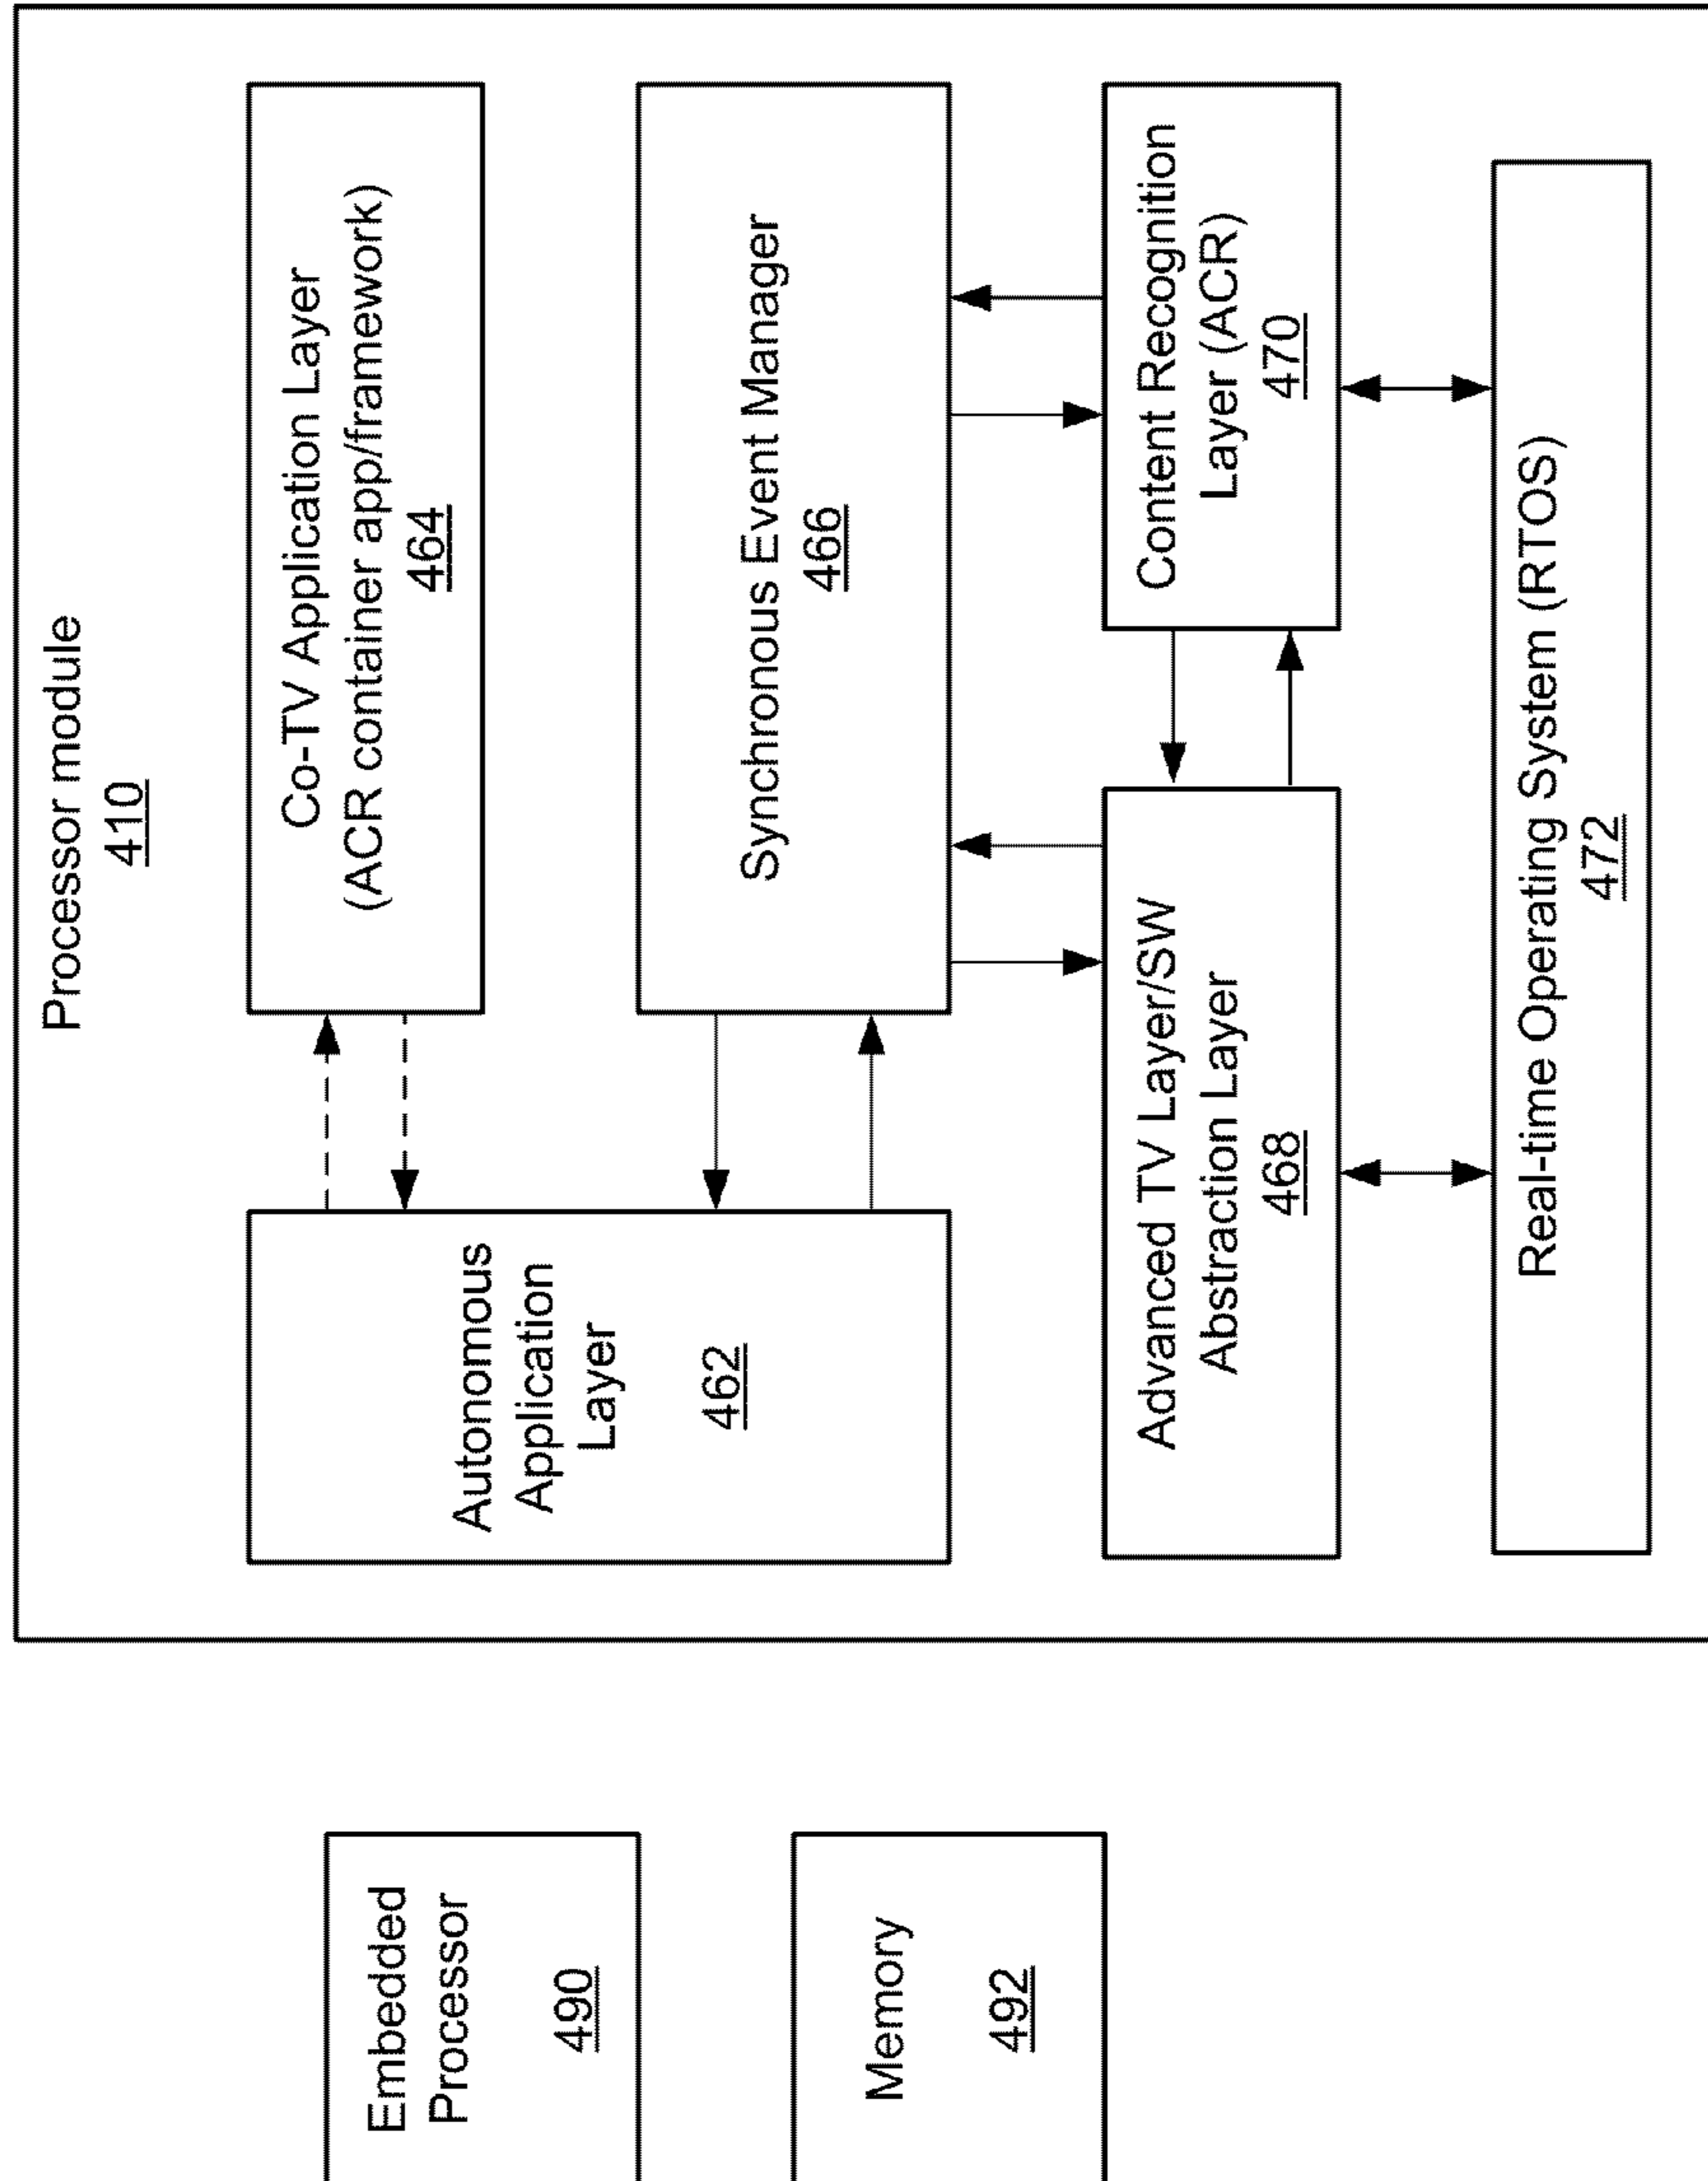 Processor module
410
Embedded
Processor
490
Memory
492
Autonomous
Application
Layer
462
Co-TV Application Layer
(ACR container app/framework)
464
Synchronous Event Manager
466
Advanced TV Layer/SW
Abstraction Layer
468
Content Recognition
Layer (ACR)
470
Real-time Operating System (RTOS)
472